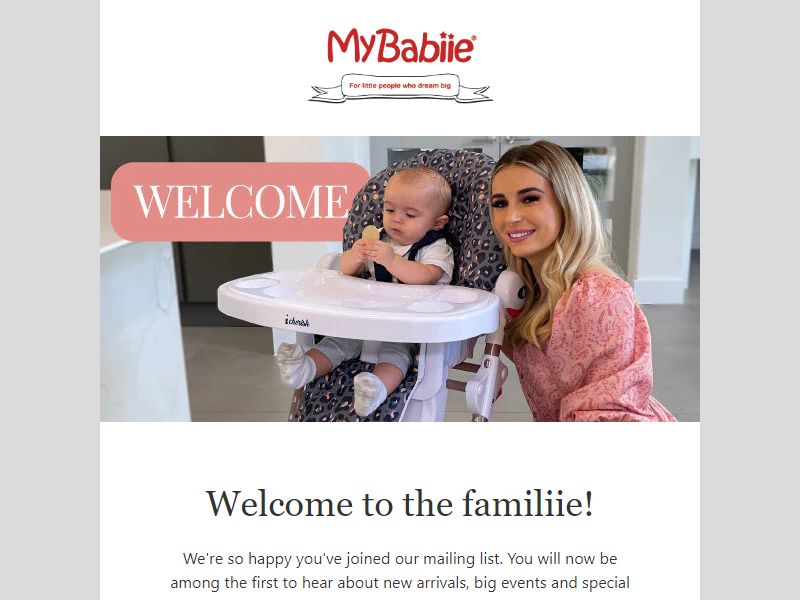 MyBabiie®
For little people who dream big
WELCOME
i cherish
Welcome to the familiie!
We're so happy you've joined our mailing list. You will now be
among the first to hear about new arrivals, big events and special